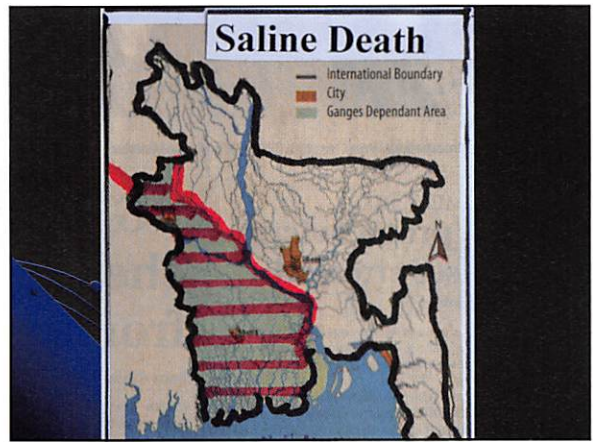 Saline Death
International Boundary
City
Ganges Dependant Area
N